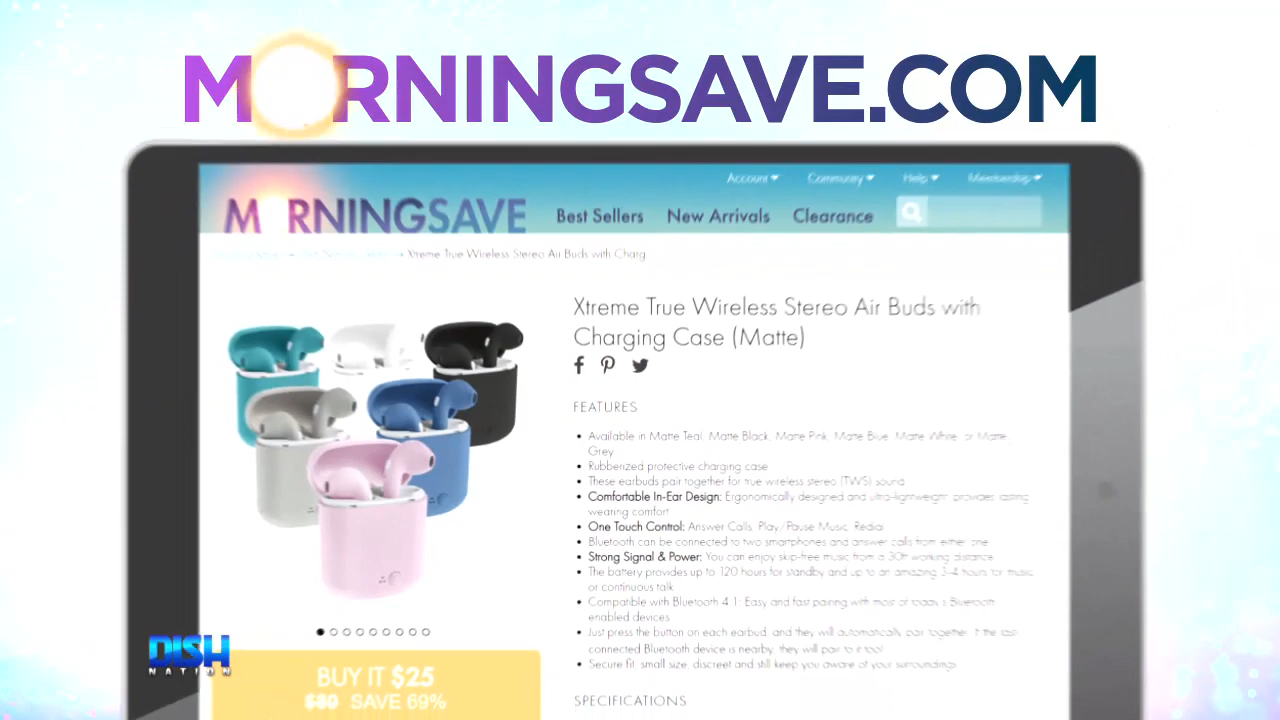 MORNINGSAVE.COM
Account Community Help Membership
MORNINGSAVE Best Sellers New Arrivals Clearance
Xtreme True Wireless Stereo Air Buds with Charg
Xtreme True Wireless Stereo Air Buds with
Charging Case (Matte)
FEATURES
Available in Matte Teal, Matte Black, Matte Pink, Matte Blue, Matte White, or Matte
Grey
Rubberized protective charging case
These earbuds pair together for true wireless stereo (TWS) sound
Comfortable In-Ear Design: Ergonomically designed and ultra-lightweight provides lasting
wearing comfort
One Touch Control: Answer Calls, Play/Pause Music, Redial
Bluetooth can be connected to two smartphones and answer calls from either one
Strong Signal & Power: You can enjoy skip-free music from a 30ft working distance
The battery provides up to 120 hours for standby and up to an amazing 3-4 hours for music
or continuous talk
Compatible with Bluetooth 4.1: Easy and fast pairing with most of today's Bluetooth
enabled devices
Just press the button on each earbud, and they will automatically pair together. If the last
connected Bluetooth device is nearby, they will pair to it too!
Secure fit, small size, discreet and still keep you aware of your surroundings
SPECIFICATIONS
BUY IT $25
$80 SAVE 69%
DISH
NATION